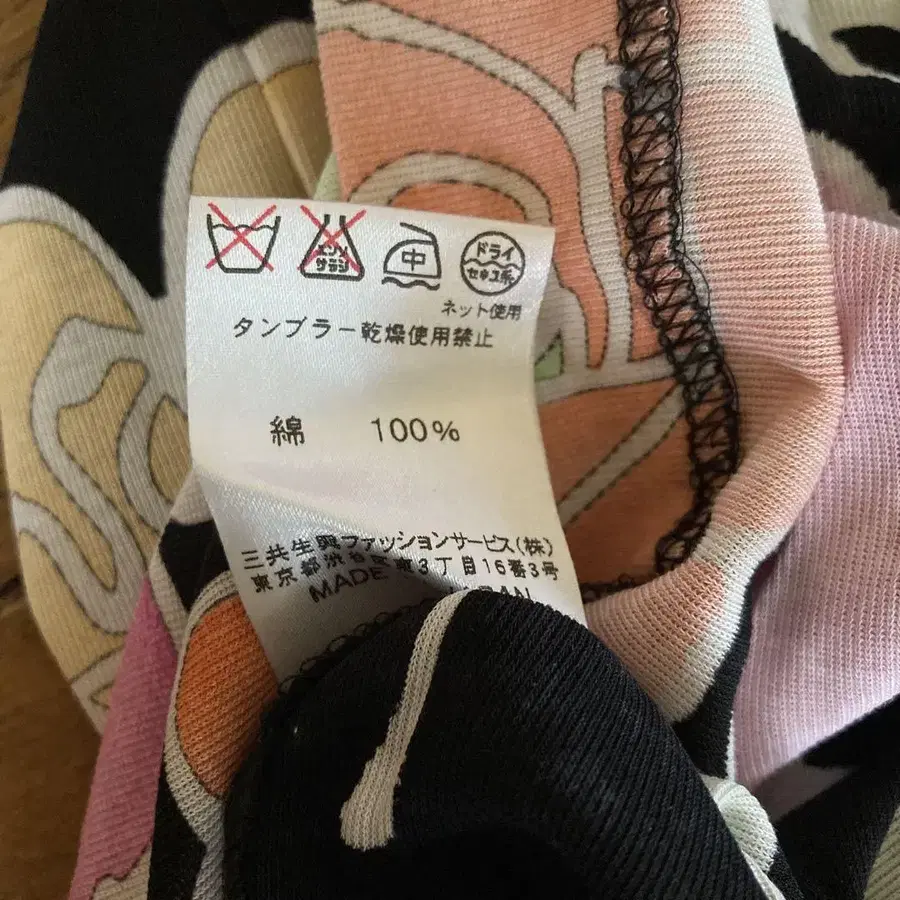 エンソ
サラシ
中
ドライ
セキユ系
ネット使用
タンブラー乾燥使用禁止
綿 100%
三共生興ファッションサービス(株)
東京都渋谷区 3丁目16番3号
MADE